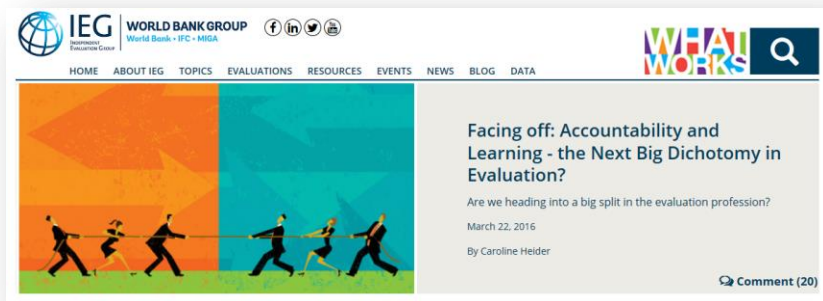 IEG
INDEPENDENT
EVALUATION GROUP
WORLD BANK GROUP
World Bank • IFC • MIGA
WHAT
WORKS
HOME ABOUT IEG TOPICS EVALUATIONS RESOURCES EVENTS NEWS BLOG DATA
Facing off: Accountability and
Learning - the Next Big Dichotomy in
Evaluation?
Are we heading into a big split in the evaluation profession?
March 22, 2016
By Caroline Heider
Comment (20)